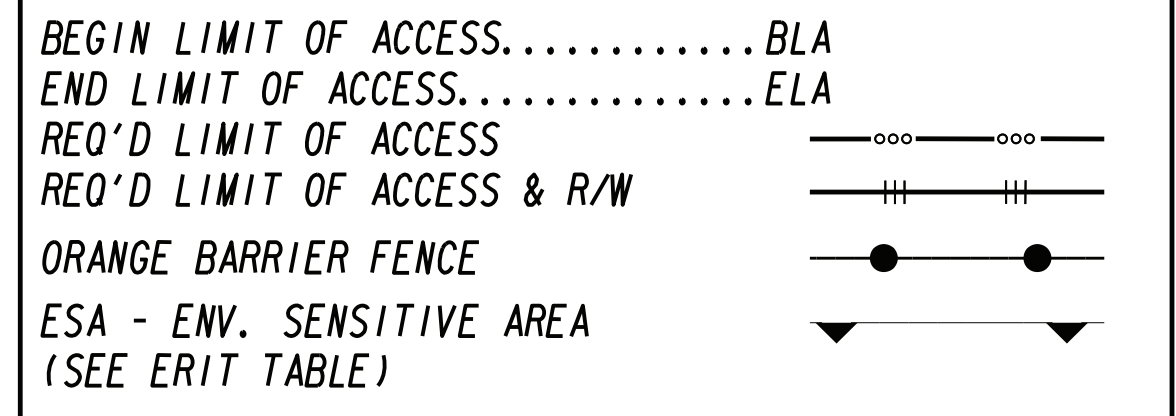 BEGIN LIMIT OF ACCESS............BLA
END LIMIT OF ACCESS..............ELA
REQ'D LIMIT OF ACCESS
REQ'D LIMIT OF ACCESS & R/W
ORANGE BARRIER FENCE
ESA - ENV. SENSITIVE AREA
(SEE ERIT TABLE)